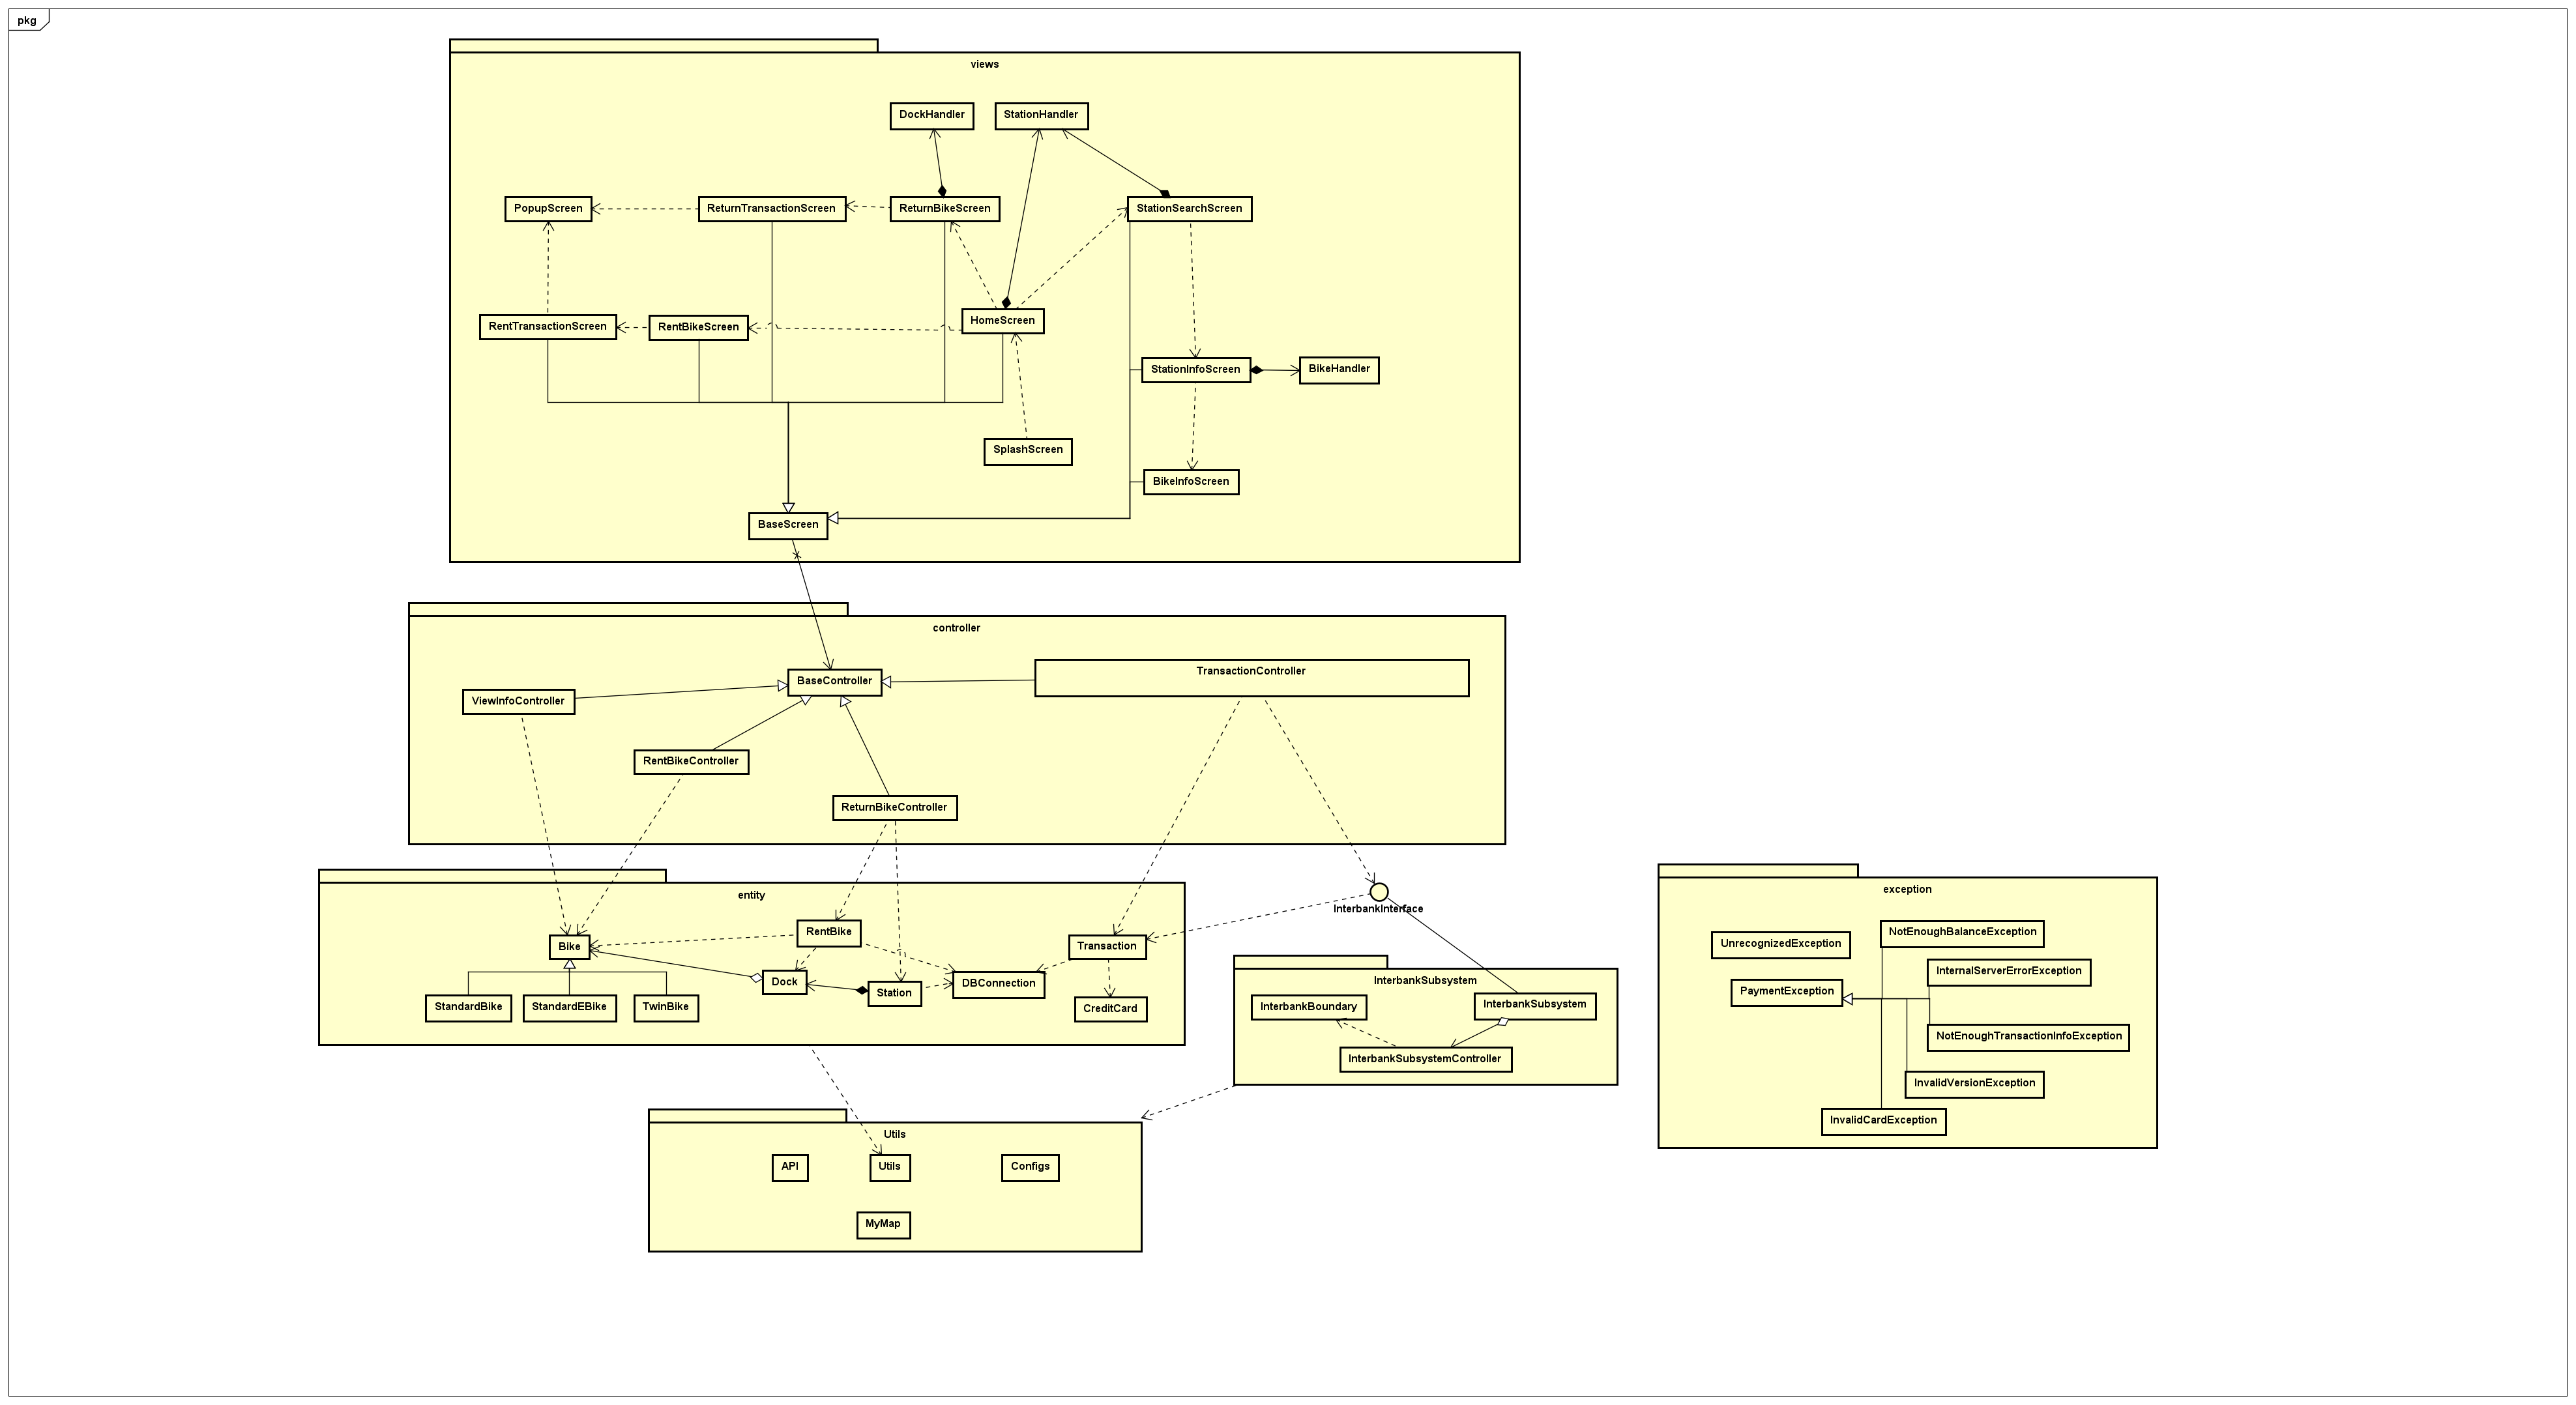 pkg
views
DockHandler
StationHandler
PopupScreen
ReturnTransactionScreen
ReturnBikeScreen
StationSearchScreen
RentTransactionScreen
RentBikeScreen
HomeScreen
StationInfoScreen
BikeHandler
SplashScreen
BikeInfoScreen
BaseScreen
controller
BaseController
TransactionController
ViewInfoController
RentBikeController
ReturnBikeController
entity
Bike
RentBike
Transaction
Dock
Station
DBConnection
StandardBike
StandardEBike
TwinBike
CreditCard
InterbankInterface
InterbankSubsystem
InterbankBoundary
InterbankSubsystem
InterbankSubsystemController
exception
UnrecognizedException
NotEnoughBalanceException
InternalServerErrorException
PaymentException
NotEnoughTransactionInfoException
InvalidVersionException
InvalidCardException
Utils
API
Utils
Configs
MyMap